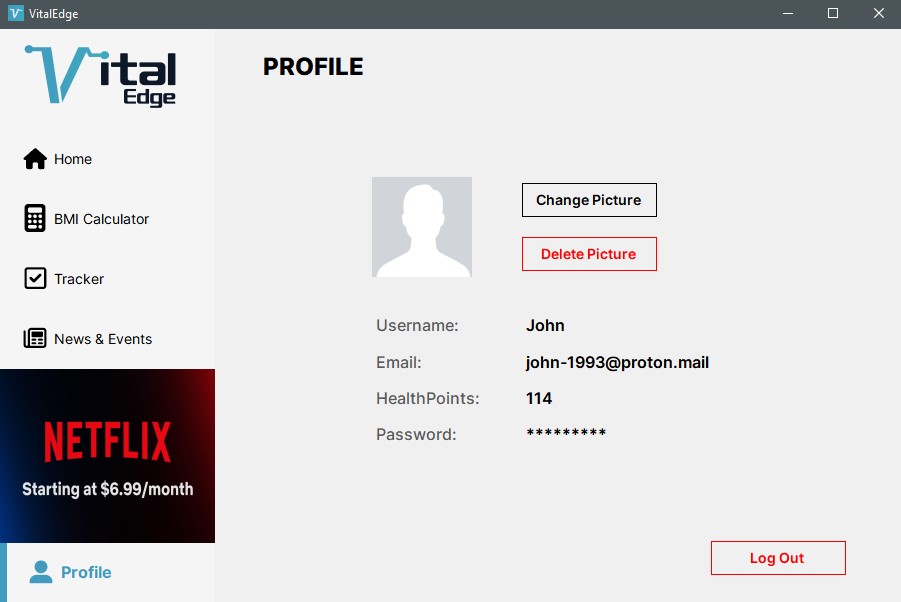 VitalEdge
Vital
Edge
Home
BMI Calculator
Tracker
News & Events
NETFLIX
Starting at $6.99/month
Profile
PROFILE
Change Picture
Delete Picture
Username: John
Email: john-1993@proton.mail
HealthPoints: 114
Password: *********
Log Out